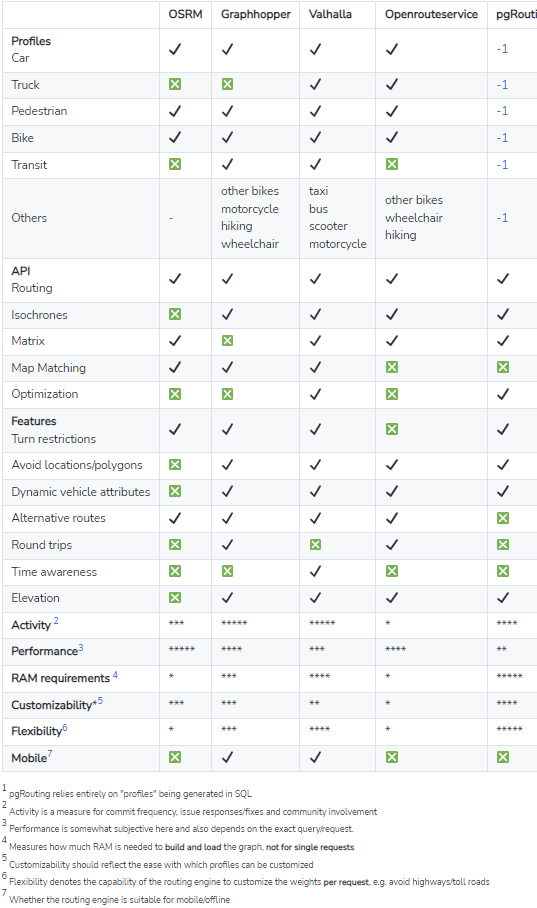 OSRM Graphhopper Valhalla Openrouteservice pgRouti
Profiles
Car ✓ ✓ ✓ ✓ -1
Truck ❎ ❎ ✓ ✓ -1
Pedestrian ✓ ✓ ✓ ✓ -1
Bike ✓ ✓ ✓ ✓ -1
Transit ❎ ✓ ✓ ❎ -1
Others - other bikes motorcycle hiking wheelchair taxi bus scooter motorcycle other bikes wheelchair hiking -1
API
Routing ✓ ✓ ✓ ✓ ✓
Isochrones ❎ ✓ ✓ ✓ ✓
Matrix ✓ ❎ ✓ ✓ ✓
Map Matching ✓ ✓ ✓ ❎ ❎
Optimization ❎ ❎ ✓ ❎ ✓
Features
Turn restrictions ✓ ✓ ✓ ❎ ✓
Avoid locations/polygons ❎ ✓ ✓ ✓ ✓
Dynamic vehicle attributes ❎ ✓ ✓ ✓ ✓
Alternative routes ✓ ✓ ✓ ✓ ❎
Round trips ❎ ✓ ❎ ✓ ❎
Time awareness ❎ ❎ ✓ ❎ ❎
Elevation ❎ ✓ ✓ ✓ ✓
Activity 2 *** ***** ***** * ****
Performance3 ***** **** *** **** **
RAM requirements 4 * *** **** * *****
Customizability*5 *** *** ** * ****
Flexibility6 * *** **** * *****
Mobile7 ❎ ✓ ✓ ❎ ❎
1 pgRouting relies entirely on "profiles" being generated in SQL
2 Activity is a measure for commit frequency, issue responses/fixes and community involvement
3 Performance is somewhat subjective here and also depends on the exact query/request.
4 Measures how much RAM is needed to build and load the graph, not for single requests
5 Customizability should reflect the ease with which profiles can be customized
6 Flexibility denotes the capability of the routing engine to customize the weights per request, e.g. avoid highways/toll roads
7 Whether the routing engine is suitable for mobile/offline